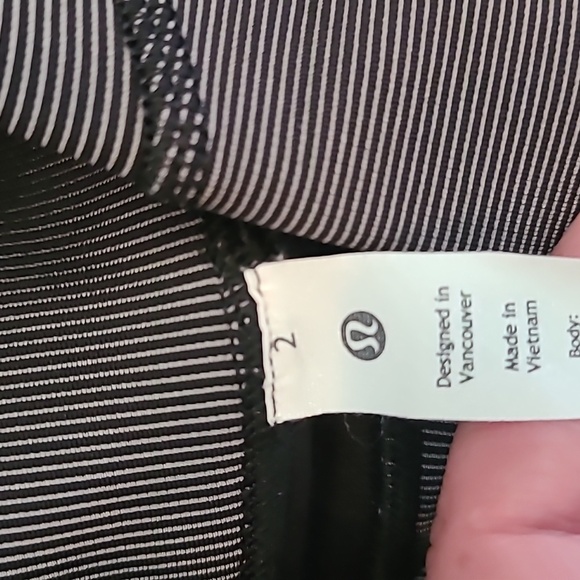 2
Designed in
Vancouver
Made in
Vietnam
Body: